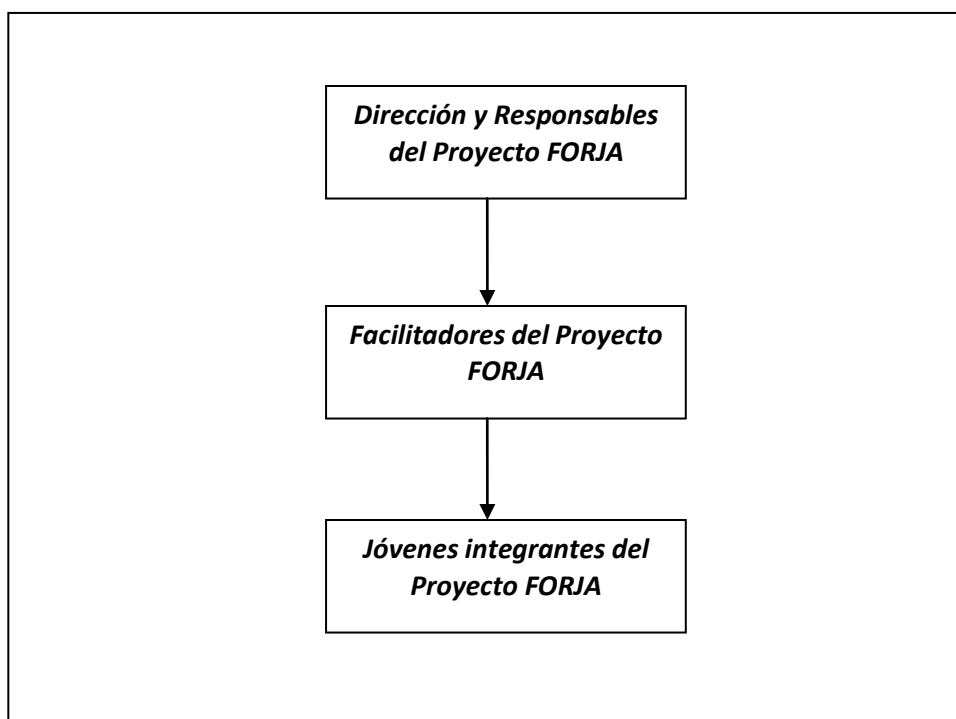 Dirección y Responsables
del Proyecto FORJA
Facilitadores del Proyecto
FORJA
Jóvenes integrantes del
Proyecto FORJA